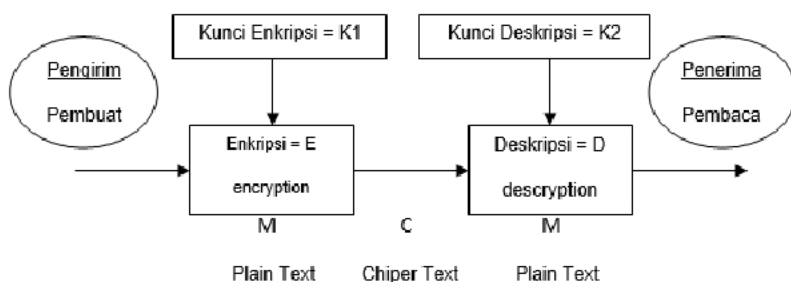 Kunci Enkripsi = K1
Kunci Deskripsi = K2
Pengirim
Pembuat
Penerima
Pembaca
Enkripsi = E
encryption
Deskripsi = D
descryption
M
C
M
Plain Text
Chiper Text
Plain Text